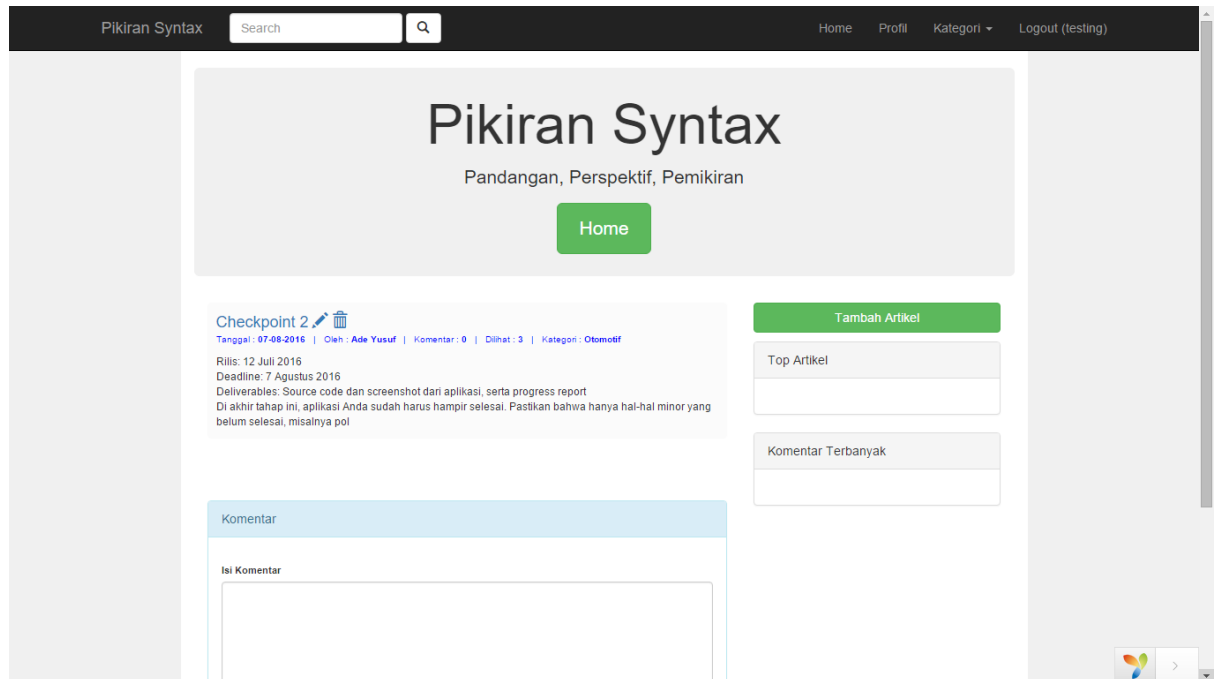 Pikiran Syntax
Search
Home
Profil
Kategori
Logout (testing)
Pikiran Syntax
Pandangan, Perspektif, Pemikiran
Home
Checkpoint 2
Tanggal : 07-08-2016 | Oleh : Ade Yusuf | Komentar : 0 | Dilihat : 3 | Kategori : Otomotif
Rilis: 12 Juli 2016
Deadline: 7 Agustus 2016
Deliverables: Source code dan screenshot dari aplikasi, serta progress report
Di akhir tahap ini, aplikasi Anda sudah harus hampir selesai. Pastikan bahwa hanya hal-hal minor yang
belum selesai, misalnya pol
Tambah Artikel
Top Artikel
Komentar Terbanyak
Komentar
Isi Komentar